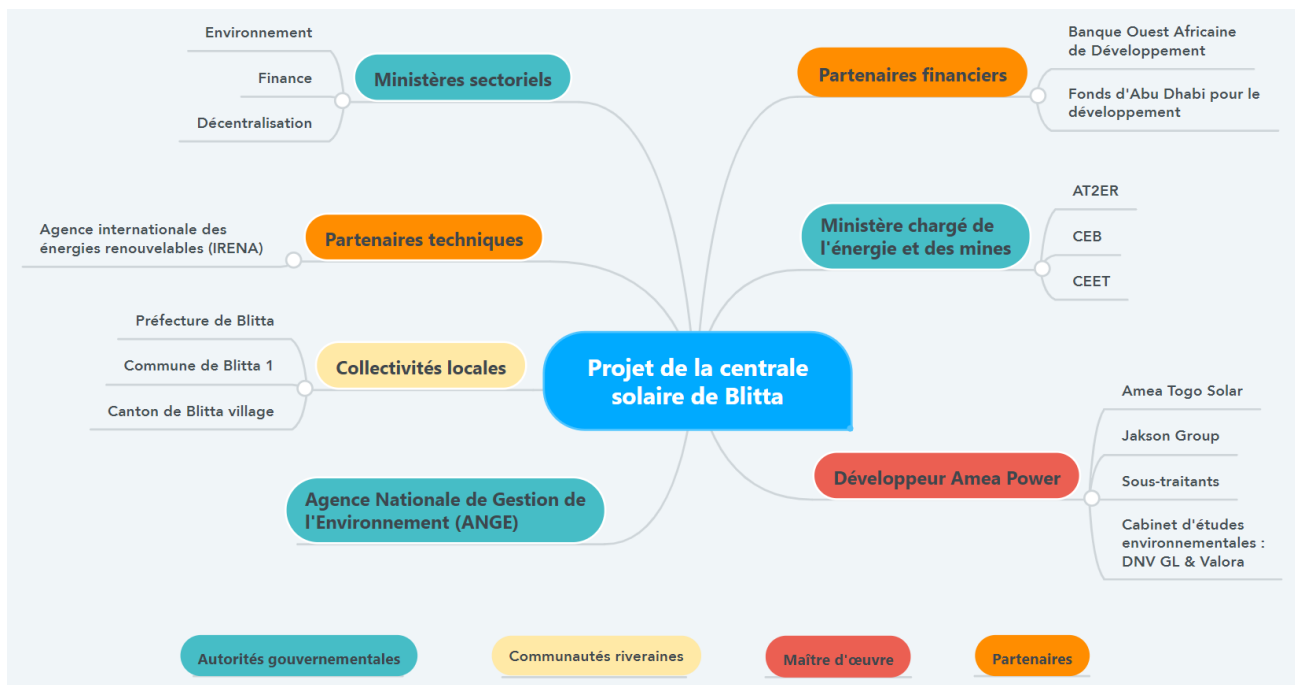 Environnement
Finance
Décentralisation
Ministères sectoriels
Partenaires financiers
Banque Ouest Africaine
de Développement
Fonds d'Abu Dhabi pour le
développement
Agence internationale des
énergies renouvelables (IRENA)
Partenaires techniques
Ministère chargé de
l'énergie et des mines
AT2ER
CEB
CEET
Préfecture de Blitta
Commune de Blitta 1
Canton de Blitta village
Collectivités locales
Projet de la centrale
solaire de Blitta
Agence Nationale de Gestion de
l'Environnement (ANGE)
Développeur Amea Power
Amea Togo Solar
Jakson Group
Sous-traitants
Cabinet d'études
environnementales :
DNV GL & Valora
Autorités gouvernementales
Communautés riveraines
Maître d'œuvre
Partenaires